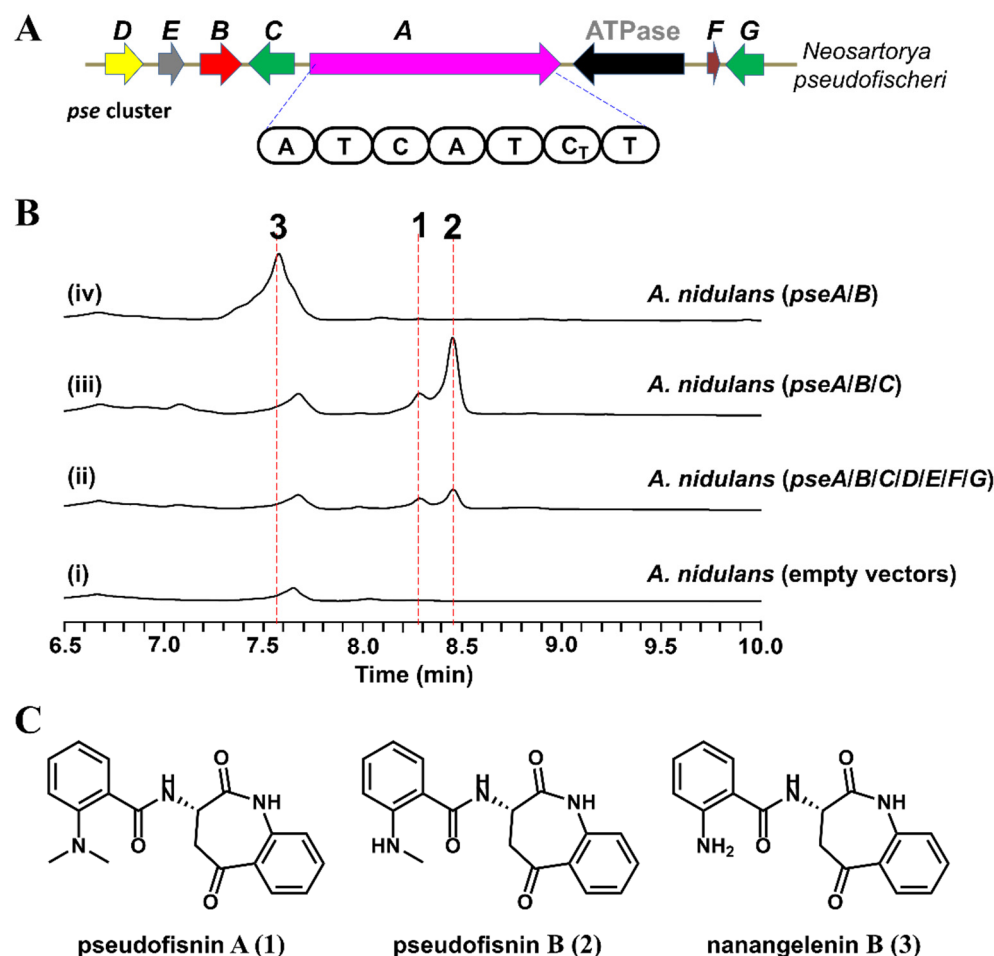 A
D E B C A ATPase F G
Neosartorya
pseudofischeri
pse cluster
A T C A T CT T
B
3 1 2
(iv) A. nidulans (pseA/B)
(iii) A. nidulans (pseA/B/C)
(ii) A. nidulans (pseA/B/C/D/E/F/G)
(i) A. nidulans (empty vectors)
6.5 7.0 7.5 8.0 8.5 9.0 9.5 10.0
Time (min)
C
O H N NH O N O
O H N NH O HN O
O H N NH O NH2 O
pseudofisnin A (1) pseudofisnin B (2) nanangelenin B (3)